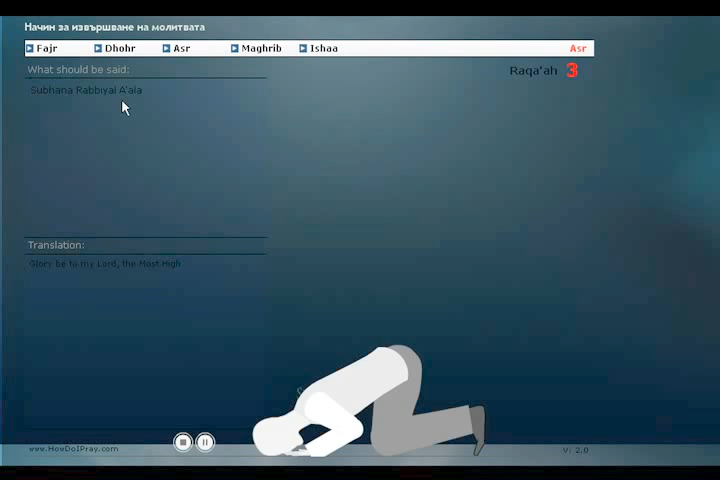 Начин за извършване на молитвата
Fajr Dhohr Asr Maghrib Ishaa Asr
What should be said:
Raqa'ah 3
Subhana Rabbiyal A'ala
Translation:
Glory be to my Lord, the Most High
www.HowDoIPray.com
V: 2.0